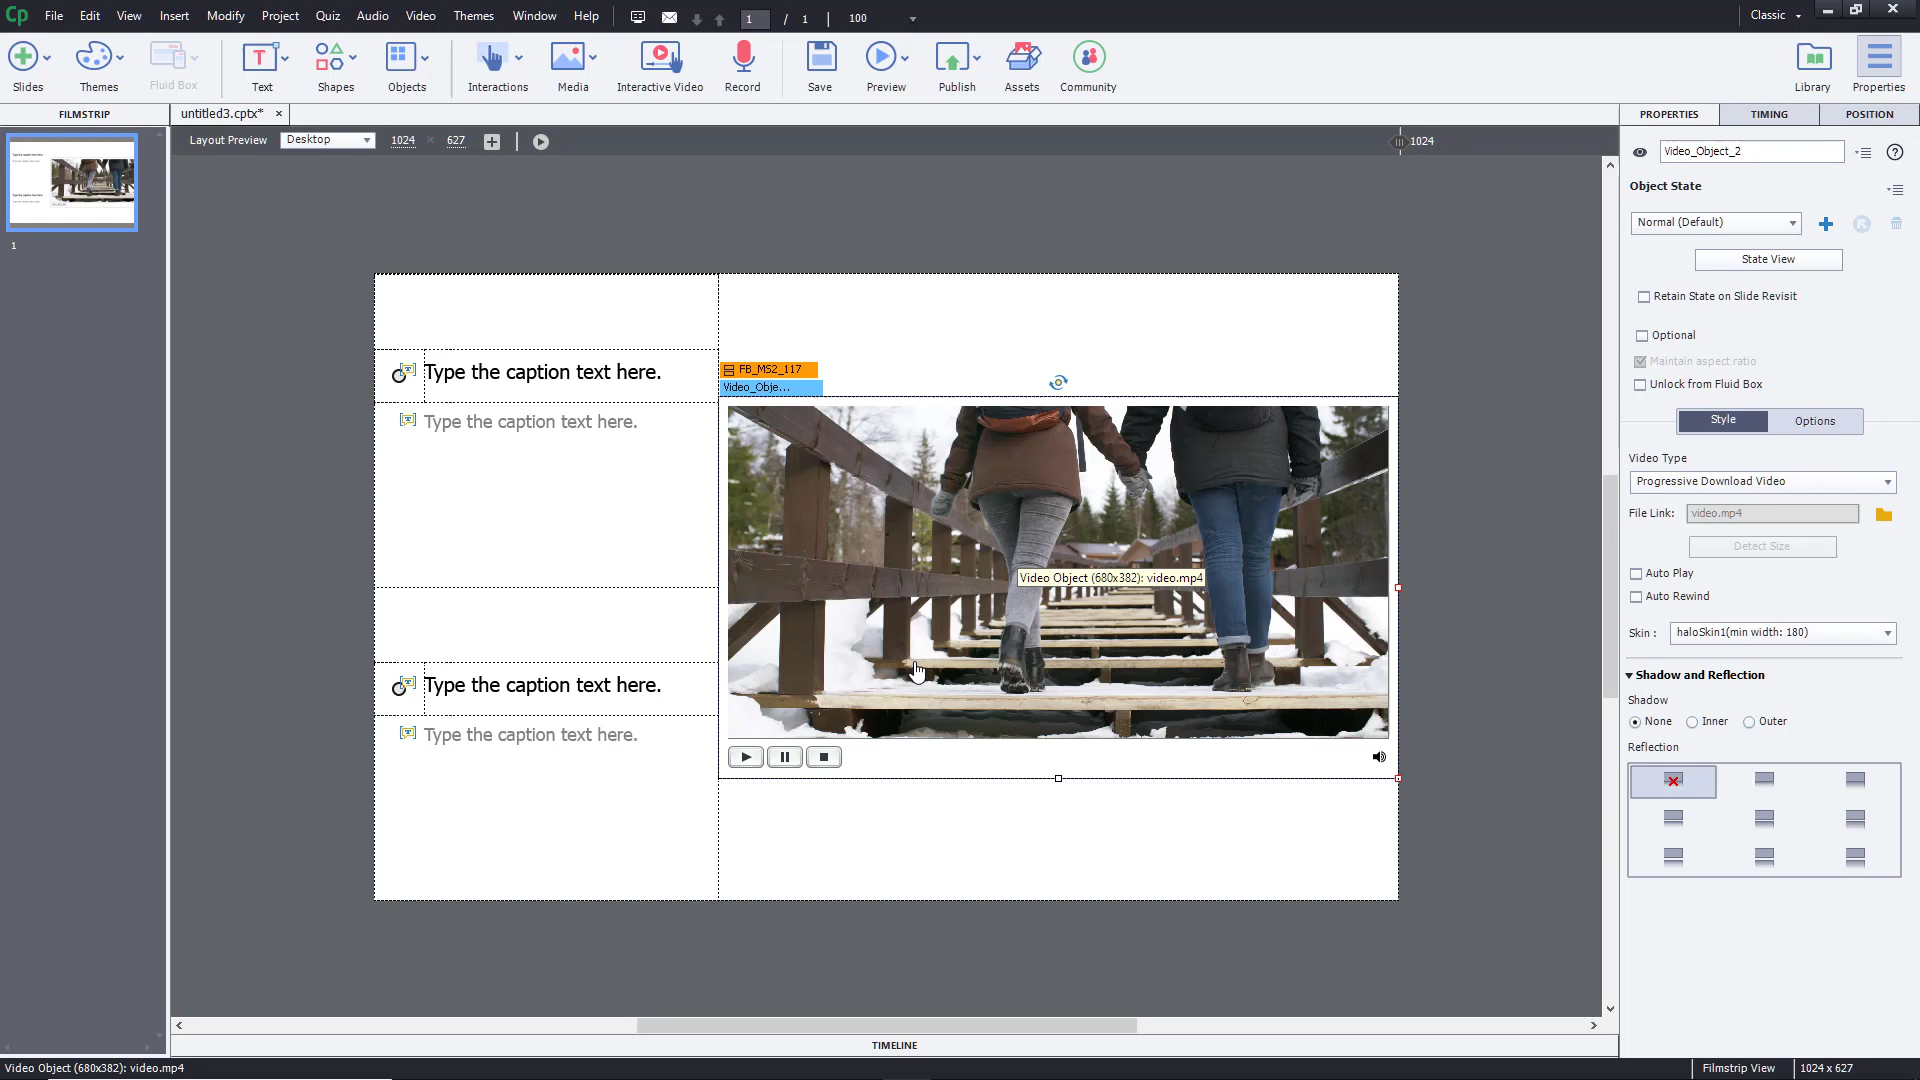 Cp File Edit View Insert Modify Project Quiz Audio Video Themes Window Help 1 / 1 100 Classic
Slides Themes Fluid Box Text Shapes Objects Interactions Media Interactive Video Record Save Preview Publish Assets Community Library Properties
FILMSTRIP untitled3.cptx* PROPERTIES TIMING POSITION
Layout Preview Desktop 1024 × 627 1024
Video_Object_2
Object State
Normal (Default)
State View
Retain State on Slide Revisit
Optional
Maintain aspect ratio
Unlock from Fluid Box
Style Options
Video Type
Progressive Download Video
File Link: video.mp4
Detect Size
Auto Play
Auto Rewind
Skin : haloSkin1(min width: 180)
Shadow and Reflection
Shadow
None Inner Outer
Reflection
1
Type the caption text here.
FB_MS2_117
Video_Obje...
Type the caption text here.
Video Object (680x382): video.mp4
Type the caption text here.
Type the caption text here.
TIMELINE
Video Object (680x382): video.mp4 Filmstrip View 1024 x 627